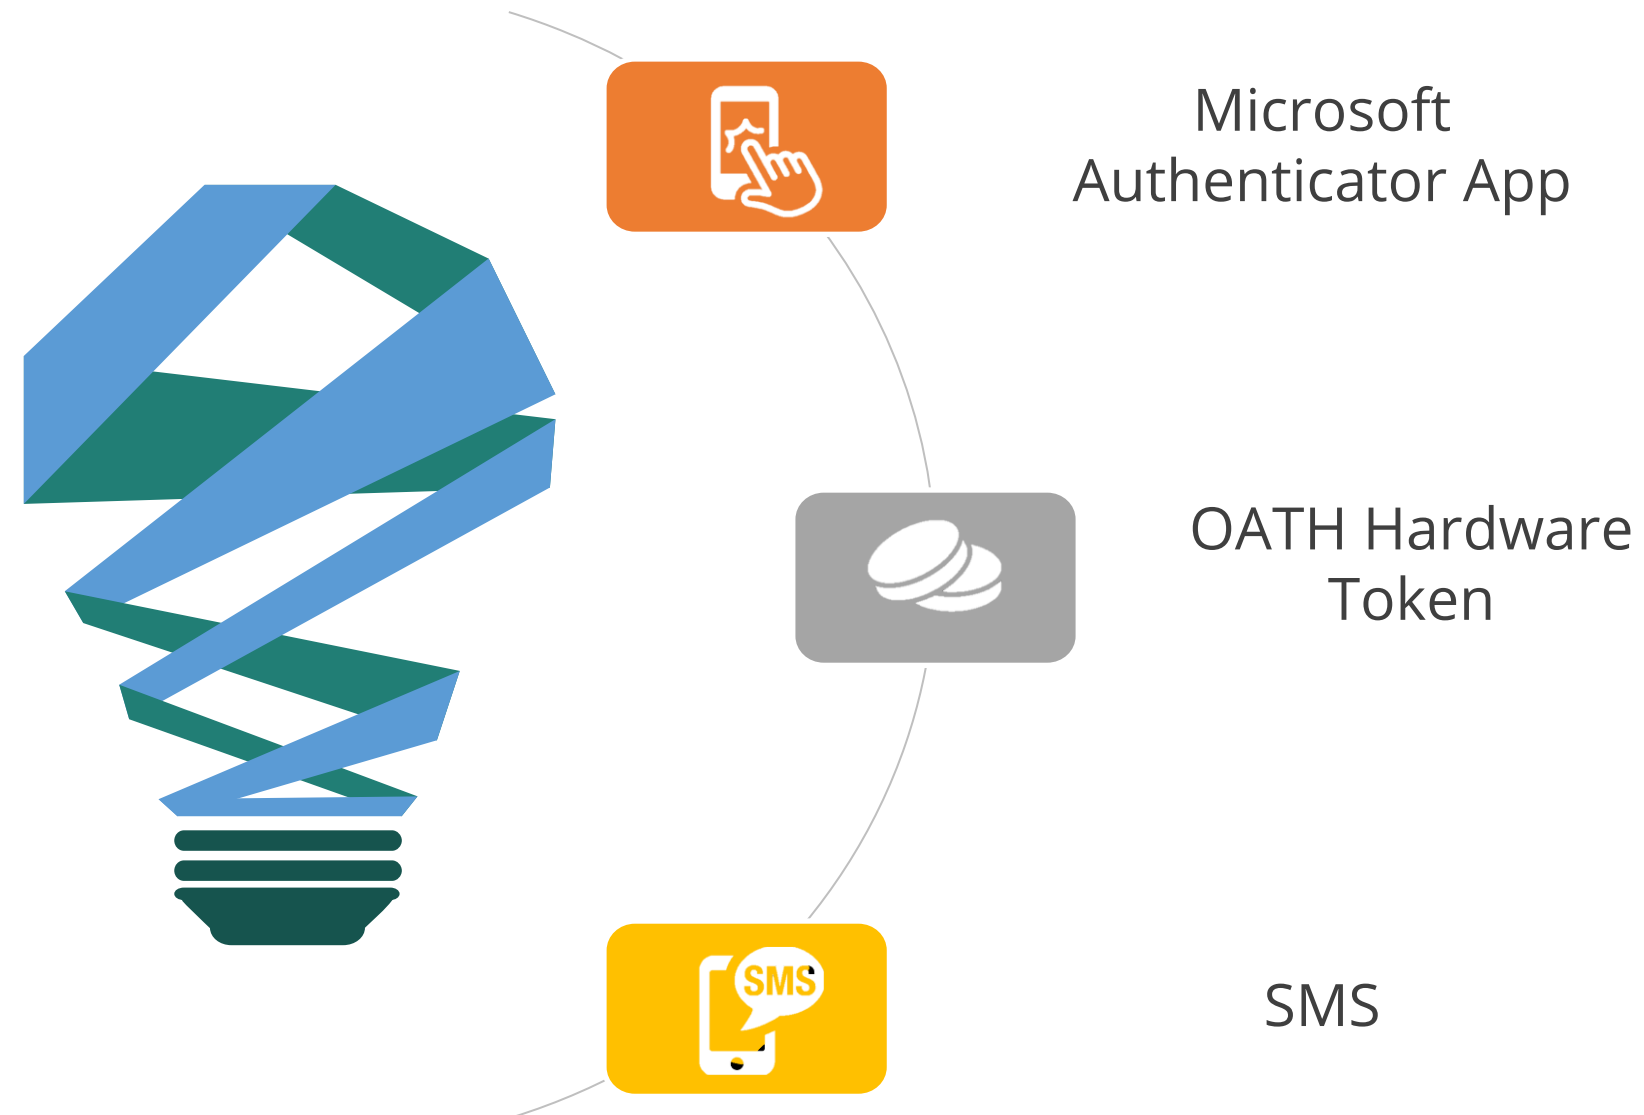 Microsoft
Authenticator App
OATH Hardware
Token
SMS
SMS